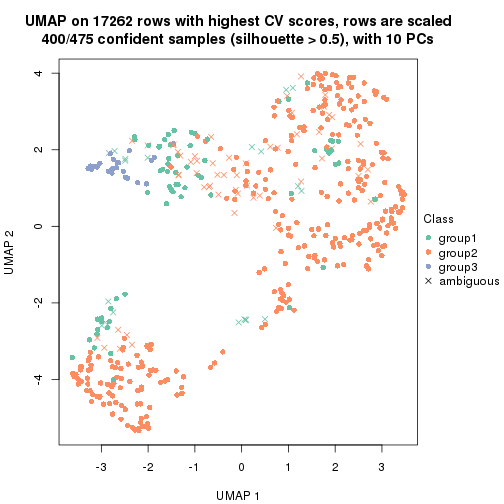 UMAP on 17262 rows with highest CV scores, rows are scaled
400/475 confident samples (silhouette > 0.5), with 10 PCs
4
2
0
-2
-4
UMAP 2
-3
-2
-1
0
1
2
3
UMAP 1
Class
group1
group2
group3
ambiguous